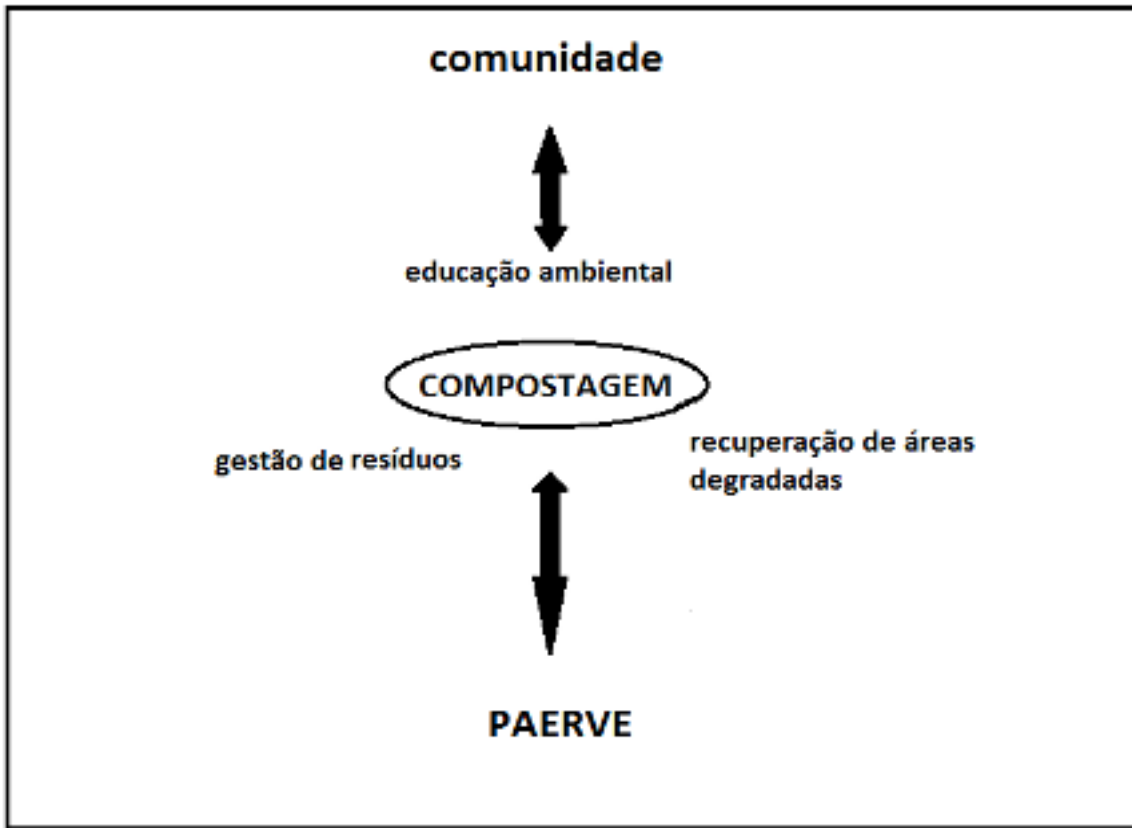 comunidade
educação ambiental
COMPOSTAGEM
gestão de resíduos
recuperação de áreas
degradadas
PAERVE